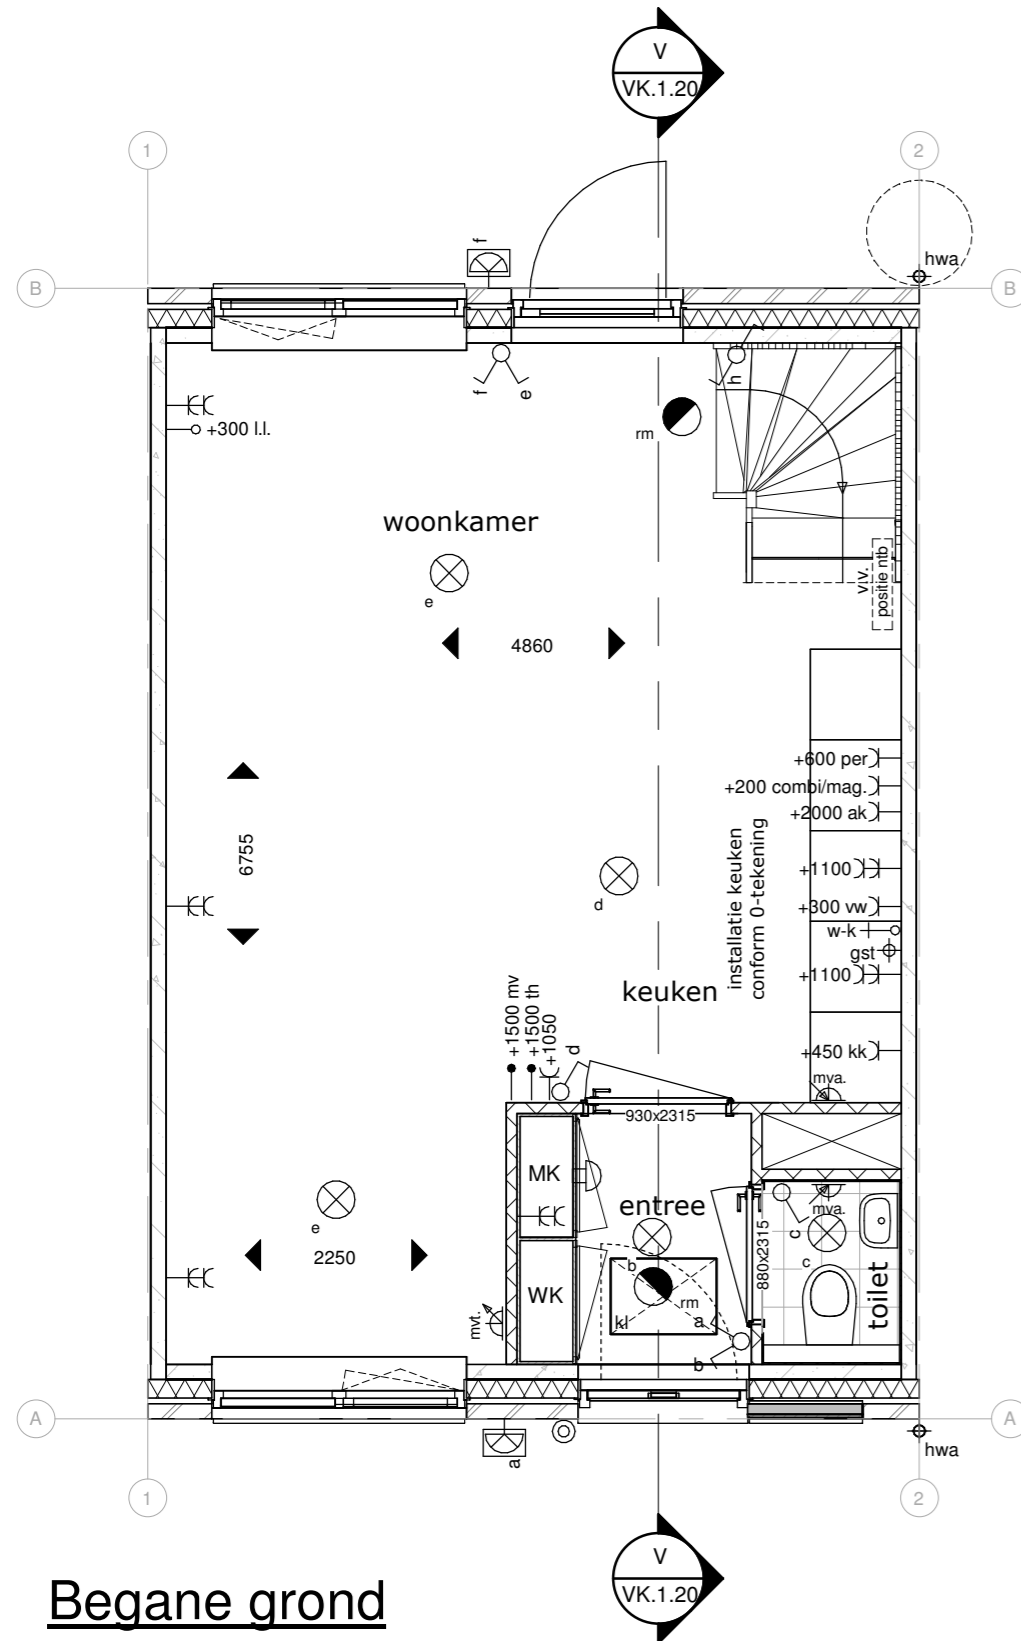 V
VK.1.20
1
2
f
hwa
B
B
f
e
h
rm
+300 l.l.
woonkamer
e
v.v.
positie ntb
4860
+600 per
+200 combi/mag.
+2000 ak
6755
installatie keuken
conform 0-tekening
+1100
d
+300 vw
w-k
gst
+1100
keuken
+1500 mv
+1500 th
+1050
d
+450 kk
mva.
930x2315
MK
entree
mva.
c
e
2250
880x2315
c
b
WK
rm
kl
a
toilet
mvt.
b
A
A
a
hwa
1
2
V
VK.1.20
Begane grond